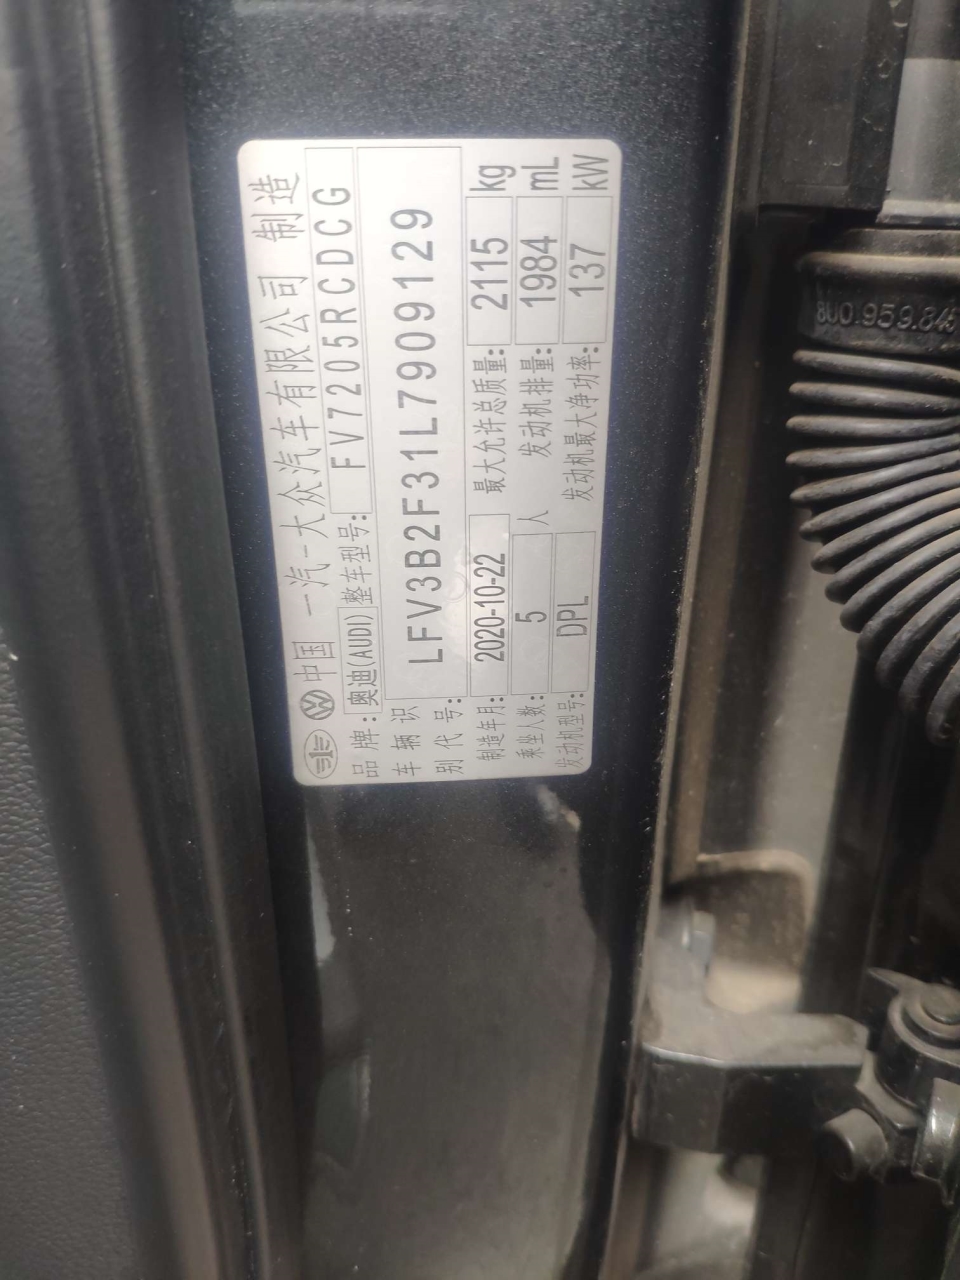 中国 一汽-大众汽车有限公司 制造
品牌: 奥迪(AUDI) 整车型号: FV7205RCDCG
车辆识别代号: LFV3B2F31L7909129
制造年月: 2020-10-22 最大允许总质量: 2115 kg
乘坐人数: 5 人 发动机排量: 1984 mL
发动机型号: DPL 发动机最大净功率: 137 kW
8U0.959.845